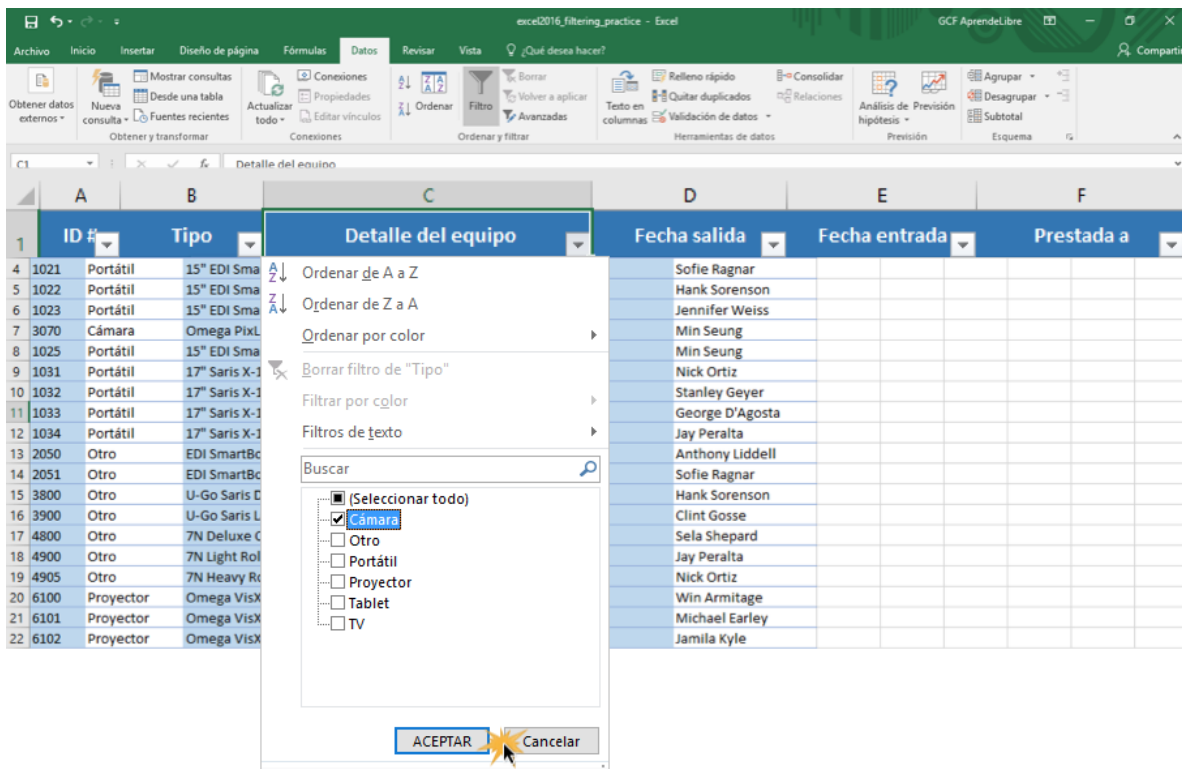 excel2016_filtering_practice - Excel
GCF AprendeLibre
Archivo Inicio Insertar Diseño de página Fórmulas Datos Revisar Vista ¿Qué desea hacer? Compartir
Obtener datos externos
Nueva consulta
Mostrar consultas
Desde una tabla
Fuentes recientes
Obtener y transformar
Actualizar todo
Conexiones
Propiedades
Editar vínculos
Conexiones
Ordenar
Filtro
Borrar
Volver a aplicar
Avanzadas
Ordenar y filtrar
Texto en columnas
Relleno rápido
Quitar duplicados
Validación de datos
Consolidar
Relaciones
Herramientas de datos
Análisis de hipótesis
Previsión
Previsión
Agrupar
Desagrupar
Subtotal
Esquema
C1 fx Detalle del equipo
A B C D E F
1 ID # Tipo Detalle del equipo Fecha salida Fecha entrada Prestada a
4 1021 Portátil 15" EDI Sma Sofie Ragnar
5 1022 Portátil 15" EDI Sma Hank Sorenson
6 1023 Portátil 15" EDI Sma Jennifer Weiss
7 3070 Cámara Omega PixL Min Seung
8 1025 Portátil 15" EDI Sma Min Seung
9 1031 Portátil 17" Saris X-1 Nick Ortiz
10 1032 Portátil 17" Saris X-1 Stanley Geyer
11 1033 Portátil 17" Saris X-1 George D'Agosta
12 1034 Portátil 17" Saris X-1 Jay Peralta
13 2050 Otro EDI SmartBo Anthony Liddell
14 2051 Otro EDI SmartBo Sofie Ragnar
15 3800 Otro U-Go Saris D Hank Sorenson
16 3900 Otro U-Go Saris L Clint Gosse
17 4800 Otro 7N Deluxe C Sela Shepard
18 4900 Otro 7N Light Rol Jay Peralta
19 4905 Otro 7N Heavy Ro Nick Ortiz
20 6100 Proyector Omega VisX Win Armitage
21 6101 Proyector Omega VisX Michael Earley
22 6102 Proyector Omega VisX Jamila Kyle
Ordenar de A a Z
Ordenar de Z a A
Ordenar por color
Borrar filtro de "Tipo"
Filtrar por color
Filtros de texto
Buscar
(Seleccionar todo)
Cámara
Otro
Portátil
Proyector
Tablet
TV
ACEPTAR Cancelar